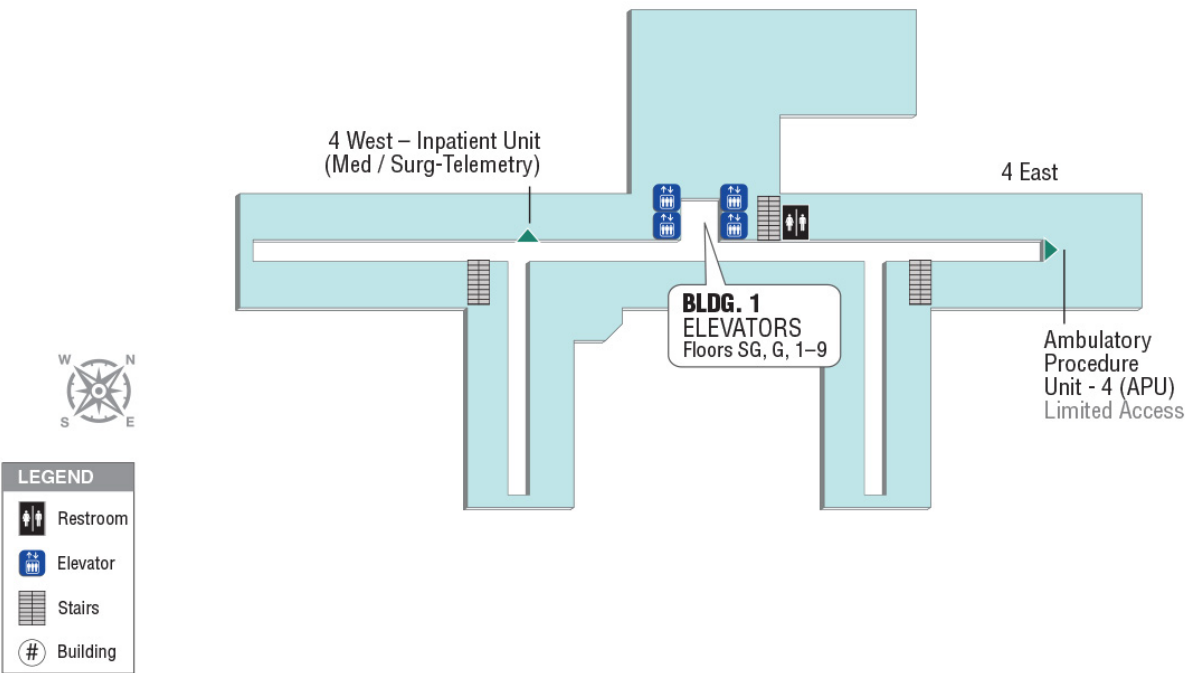 4 West – Inpatient Unit
(Med / Surg-Telemetry)
4 East
BLDG. 1
ELEVATORS
Floors SG, G, 1–9
Ambulatory
Procedure
Unit - 4 (APU)
Limited Access
W
N
S
E
LEGEND
Restroom
Elevator
Stairs
# Building